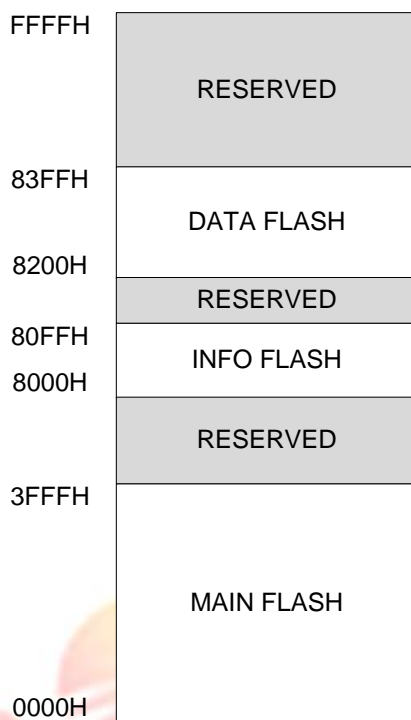 FFFFH
RESERVED
83FFH
DATA FLASH
8200H
RESERVED
80FFH
INFO FLASH
8000H
RESERVED
3FFFH
MAIN FLASH
0000H